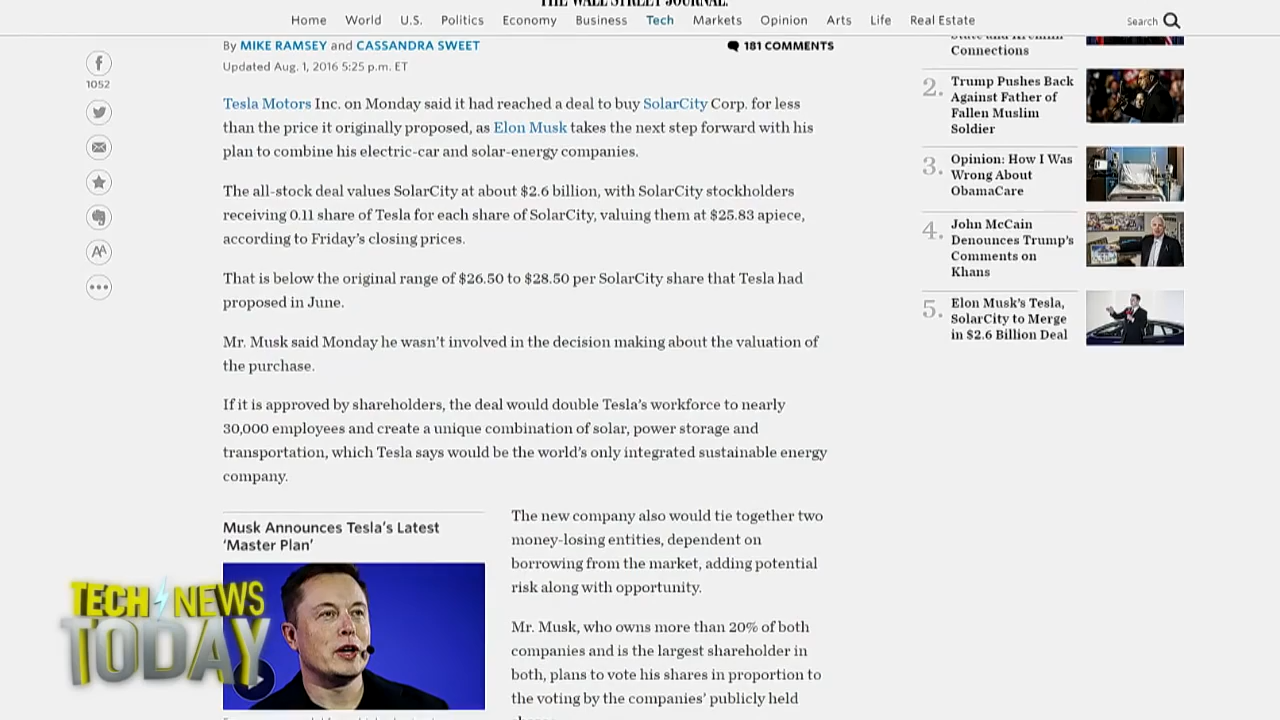 THE WALL STREET JOURNAL.
Home World U.S. Politics Economy Business Tech Markets Opinion Arts Life Real Estate Search
By MIKE RAMSEY and CASSANDRA SWEET
181 COMMENTS
Updated Aug. 1, 2016 5:25 p.m. ET
1052
Tesla Motors Inc. on Monday said it had reached a deal to buy SolarCity Corp. for less
than the price it originally proposed, as Elon Musk takes the next step forward with his
plan to combine his electric-car and solar-energy companies.
The all-stock deal values SolarCity at about $2.6 billion, with SolarCity stockholders
receiving 0.11 share of Tesla for each share of SolarCity, valuing them at $25.83 apiece,
according to Friday's closing prices.
That is below the original range of $26.50 to $28.50 per SolarCity share that Tesla had
proposed in June.
Mr. Musk said Monday he wasn't involved in the decision making about the valuation of
the purchase.
If it is approved by shareholders, the deal would double Tesla's workforce to nearly
30,000 employees and create a unique combination of solar, power storage and
transportation, which Tesla says would be the world's only integrated sustainable energy
company.
Musk Announces Tesla's Latest
'Master Plan'
The new company also would tie together two
money-losing entities, dependent on
borrowing from the market, adding potential
risk along with opportunity.
Mr. Musk, who owns more than 20% of both
companies and is the largest shareholder in
both, plans to vote his shares in proportion to
the voting by the companies' publicly held
State and Kremlin
Connections
2. Trump Pushes Back
Against Father of
Fallen Muslim
Soldier
3. Opinion: How I Was
Wrong About
ObamaCare
4. John McCain
Denounces Trump's
Comments on
Khans
5. Elon Musk's Tesla,
SolarCity to Merge
in $2.6 Billion Deal
AA
TECH NEWS
TODAY